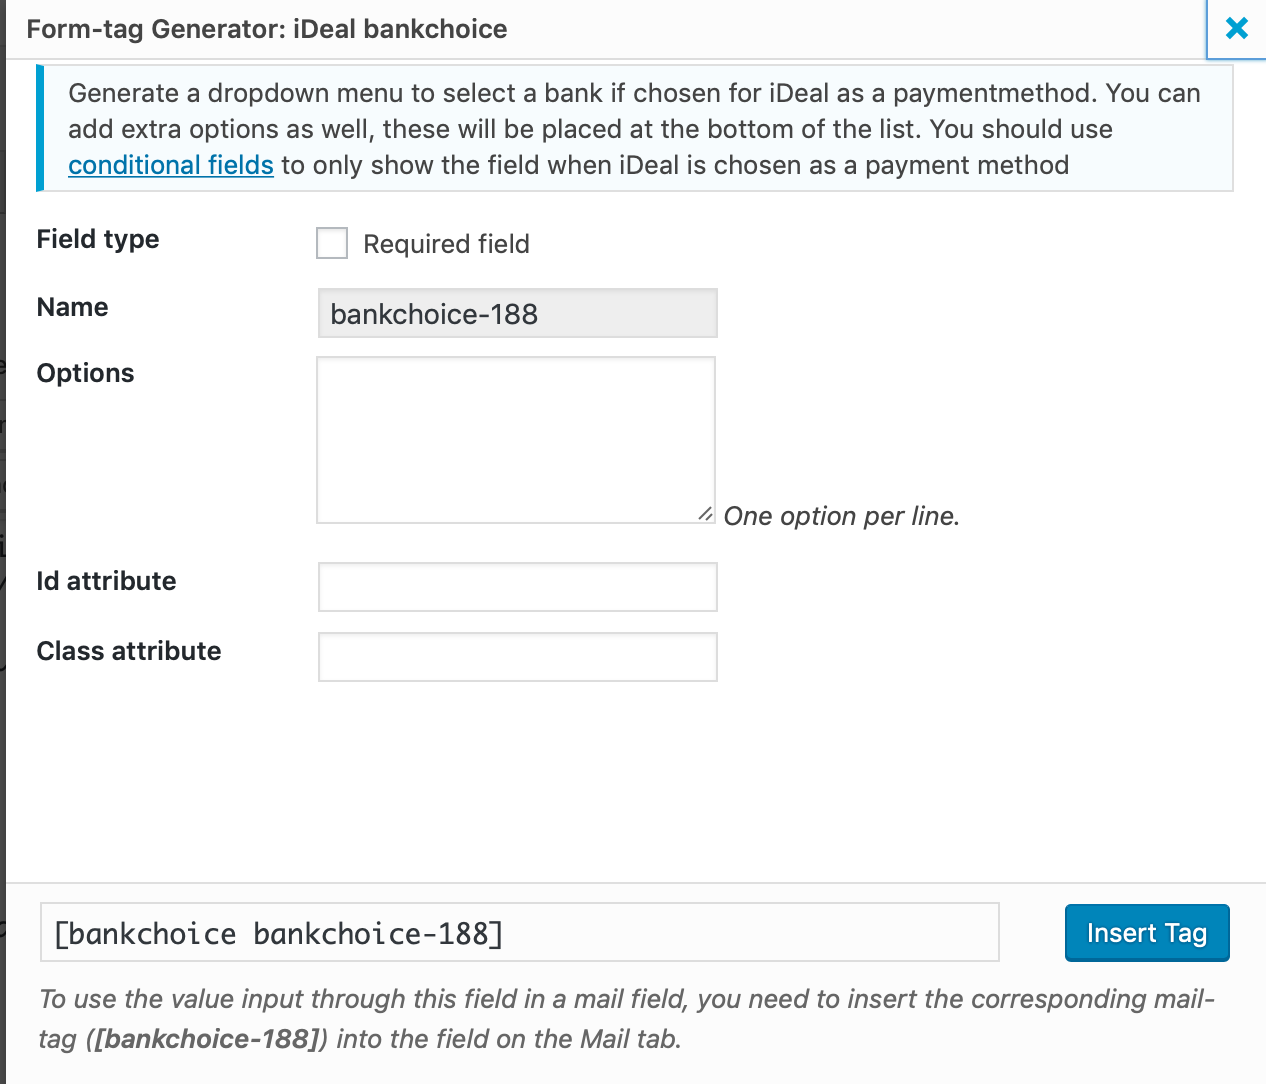 Form-tag Generator: iDeal bankchoice
Generate a dropdown menu to select a bank if chosen for iDeal as a paymentmethod. You can
add extra options as well, these will be placed at the bottom of the list. You should use
conditional fields to only show the field when iDeal is chosen as a payment method
Field type
Required field
Name
bankchoice-188
Options
One option per line.
Id attribute
Class attribute
[bankchoice bankchoice-188]
Insert Tag
To use the value input through this field in a mail field, you need to insert the corresponding mail-
tag ([bankchoice-188]) into the field on the Mail tab.